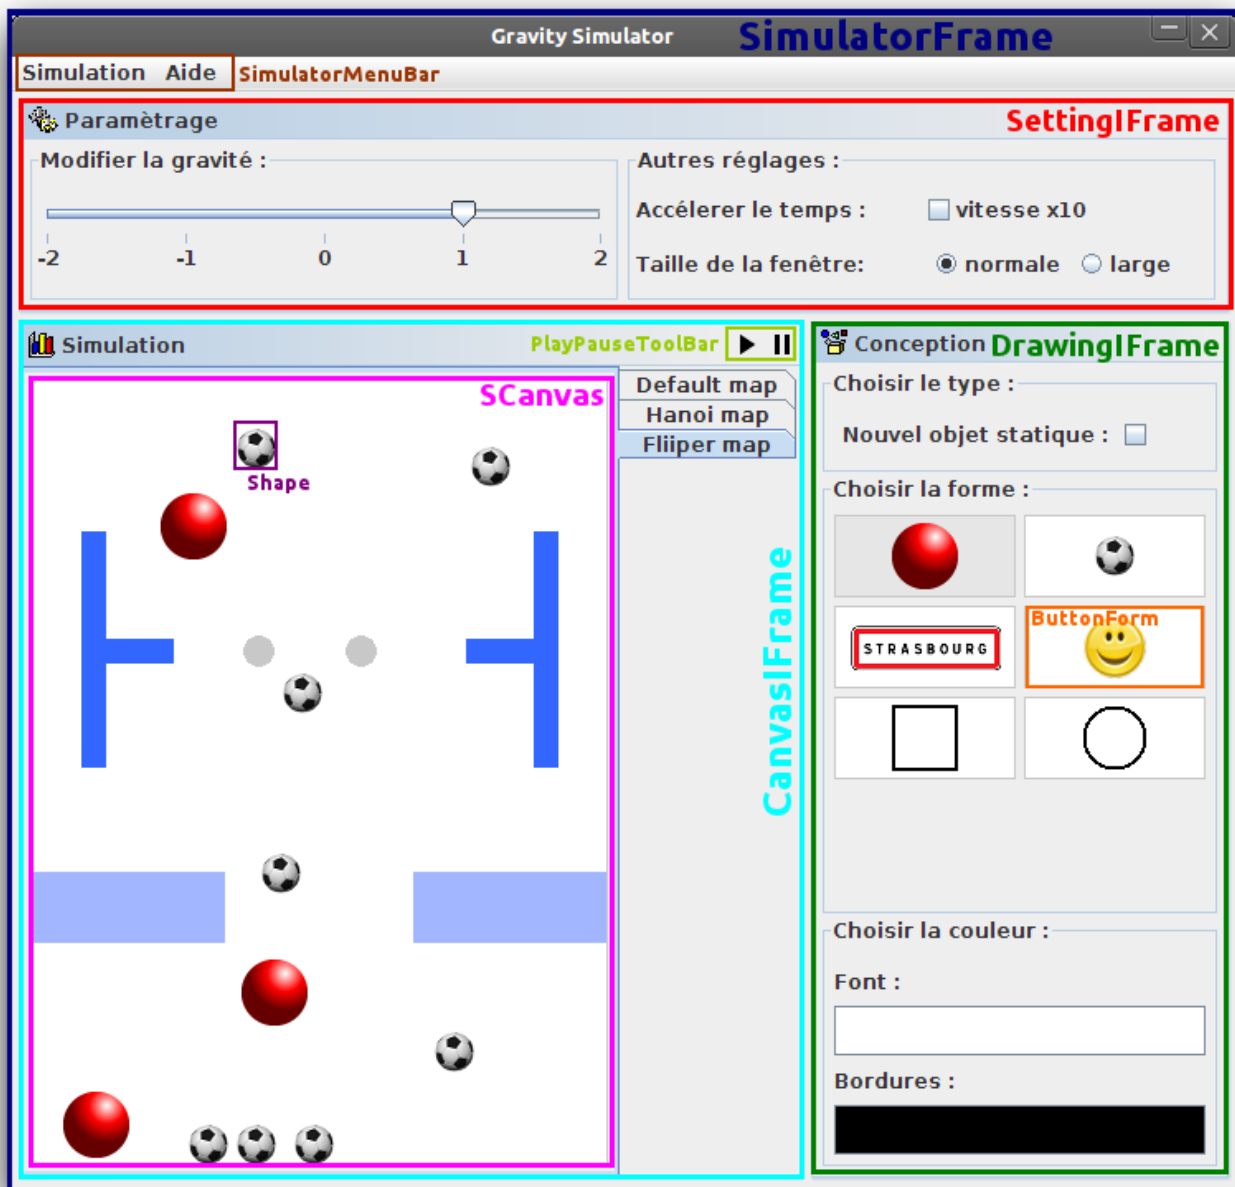 Gravity Simulator SimulatorFrame
Simulation Aide SimulatorMenuBar
Paramètrage SettingIFrame
Modifier la gravité :
-2 -1 0 1 2
Autres réglages :
Accélerer le temps : vitesse x10
Taille de la fenêtre: normale large
Simulation PlayPauseToolBar
SCanvas
Shape
Default map
Hanoi map
Fliiper map
CanvasIFrame
Conception DrawingIFrame
Choisir le type :
Nouvel objet statique :
Choisir la forme :
STRASBOURG
ButtonForm
Choisir la couleur :
Font :
Bordures :